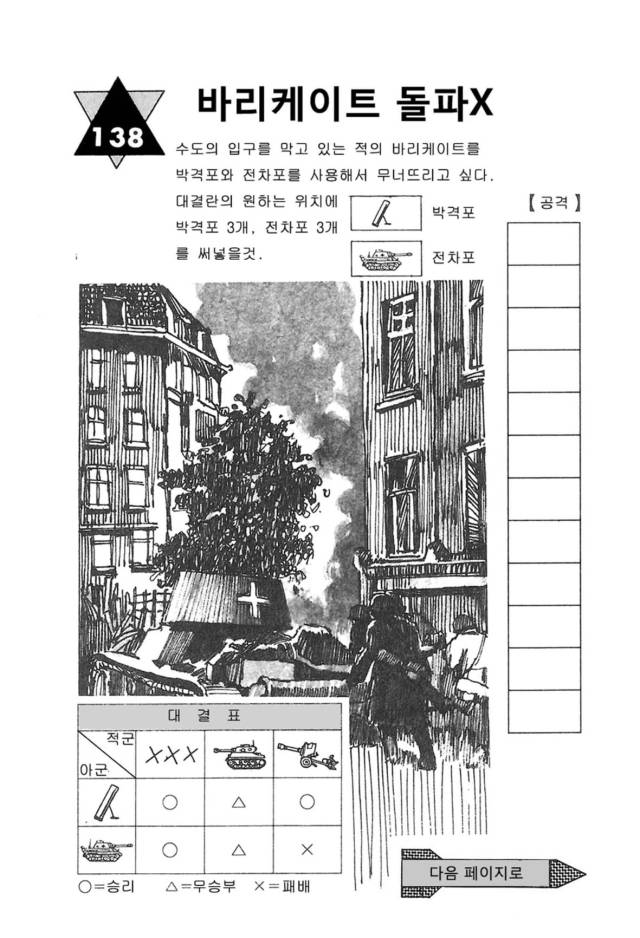 138
바리케이트 돌파X
수도의 입구를 막고 있는 적의 바리케이트를
박격포와 전차포를 사용해서 무너뜨리고 싶다.
대결란의 원하는 위치에
박격포 3개, 전차포 3개
를 써넣을것.
박격포
전차포
【 공격 】
대 결 표
적군
아군
XXX
○ △ ○
○ △ ×
○=승리 △=무승부 ×=패배
다음 페이지로